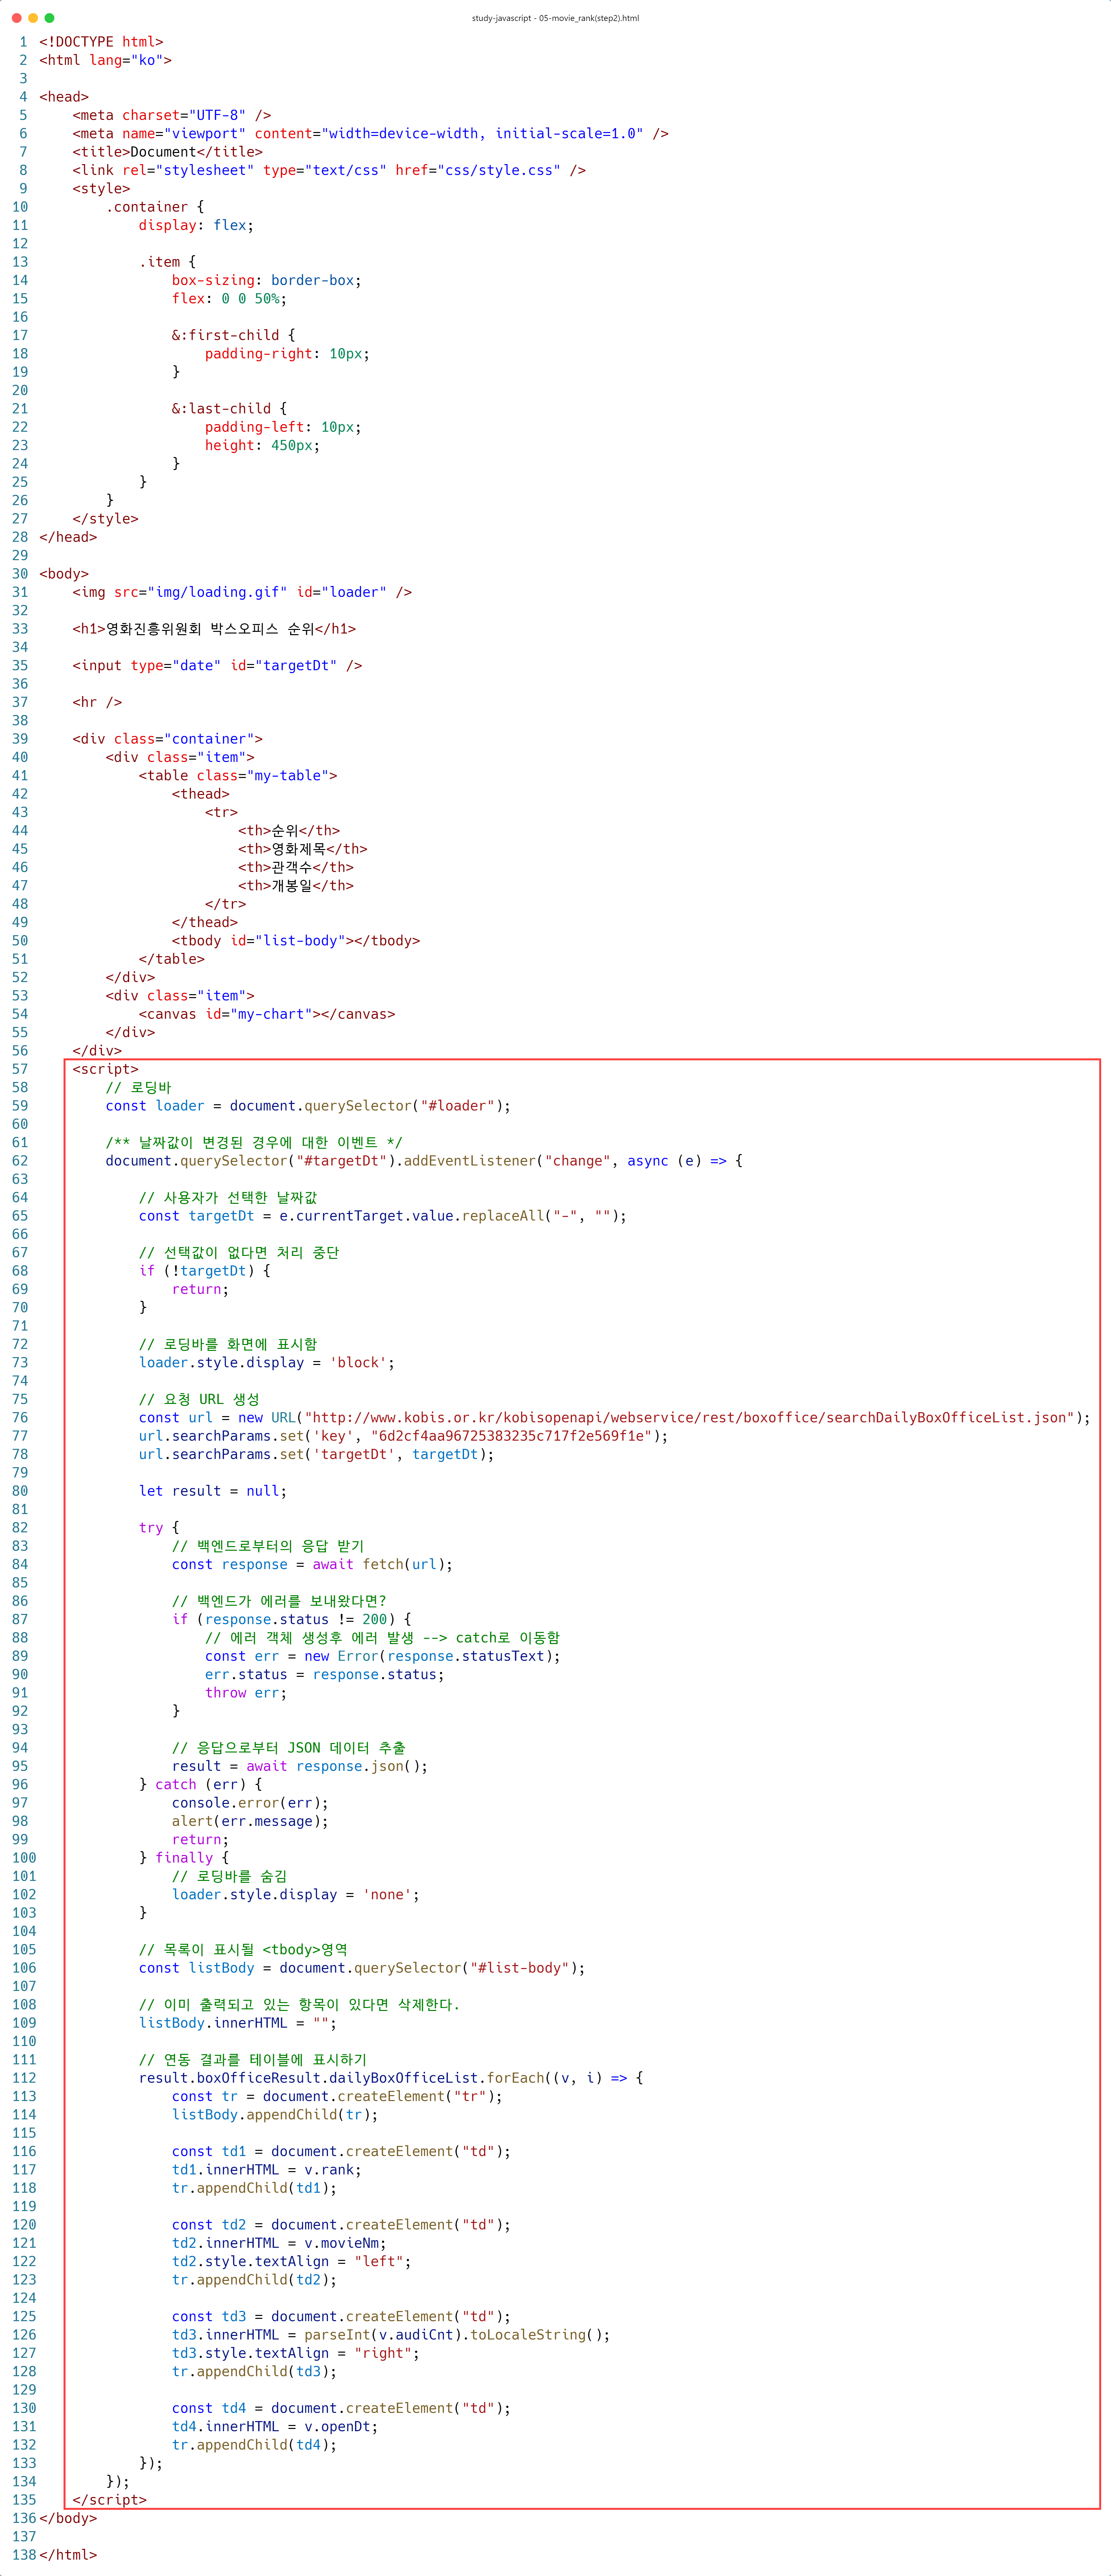 study-javascript - 05-movie_rank(step2).html
1 <!DOCTYPE html>
2 <html lang="ko">
3
4 <head>
5     <meta charset="UTF-8" />
6     <meta name="viewport" content="width=device-width, initial-scale=1.0" />
7     <title>Document</title>
8     <link rel="stylesheet" type="text/css" href="css/style.css" />
9     <style>
10         .container {
11             display: flex;
12
13             .item {
14                 box-sizing: border-box;
15                 flex: 0 0 50%;
16
17                 &:first-child {
18                     padding-right: 10px;
19                 }
20
21                 &:last-child {
22                     padding-left: 10px;
23                     height: 450px;
24                 }
25             }
26         }
27     </style>
28 </head>
29
30 <body>
31     <img src="img/loading.gif" id="loader" />
32
33     <h1>영화진흥위원회 박스오피스 순위</h1>
34
35     <input type="date" id="targetDt" />
36
37     <hr />
38
39     <div class="container">
40         <div class="item">
41             <table class="my-table">
42                 <thead>
43                     <tr>
44                         <th>순위</th>
45                         <th>영화제목</th>
46                         <th>관객수</th>
47                         <th>개봉일</th>
48                     </tr>
49                 </thead>
50                 <tbody id="list-body"></tbody>
51             </table>
52         </div>
53         <div class="item">
54             <canvas id="my-chart"></canvas>
55         </div>
56     </div>
57     <script>
58         // 로딩바
59         const loader = document.querySelector("#loader");
60
61         /** 날짜값이 변경된 경우에 대한 이벤트 */
62         document.querySelector("#targetDt").addEventListener("change", async (e) => {
63
64             // 사용자가 선택한 날짜값
65             const targetDt = e.currentTarget.value.replaceAll("-", "");
66
67             // 선택값이 없다면 처리 중단
68             if (!targetDt) {
69                 return;
70             }
71
72             // 로딩바를 화면에 표시함
73             loader.style.display = 'block';
74
75             // 요청 URL 생성
76             const url = new URL("http://www.kobis.or.kr/kobisopenapi/webservice/rest/boxoffice/searchDailyBoxOfficeList.json");
77             url.searchParams.set('key', "6d2cf4aa96725383235c717f2e569f1e");
78             url.searchParams.set('targetDt', targetDt);
79
80             let result = null;
81
82             try {
83                 // 백엔드로부터의 응답 받기
84                 const response = await fetch(url);
85
86                 // 백엔드가 에러를 보내왔다면?
87                 if (response.status != 200) {
88                     // 에러 객체 생성후 에러 발생 --> catch로 이동함
89                     const err = new Error(response.statusText);
90                     err.status = response.status;
91                     throw err;
92                 }
93
94                 // 응답으로부터 JSON 데이터 추출
95                 result = await response.json();
96             } catch (err) {
97                 console.error(err);
98                 alert(err.message);
99                 return;
100             } finally {
101                 // 로딩바를 숨김
102                 loader.style.display = 'none';
103             }
104
105             // 목록이 표시될 <tbody>영역
106             const listBody = document.querySelector("#list-body");
107
108             // 이미 출력되고 있는 항목이 있다면 삭제한다.
109             listBody.innerHTML = "";
110
111             // 연동 결과를 테이블에 표시하기
112             result.boxOfficeResult.dailyBoxOfficeList.forEach((v, i) => {
113                 const tr = document.createElement("tr");
114                 listBody.appendChild(tr);
115
116                 const td1 = document.createElement("td");
117                 td1.innerHTML = v.rank;
118                 tr.appendChild(td1);
119
120                 const td2 = document.createElement("td");
121                 td2.innerHTML = v.movieNm;
122                 td2.style.textAlign = "left";
123                 tr.appendChild(td2);
124
125                 const td3 = document.createElement("td");
126                 td3.innerHTML = parseInt(v.audiCnt).toLocaleString();
127                 td3.style.textAlign = "right";
128                 tr.appendChild(td3);
129
130                 const td4 = document.createElement("td");
131                 td4.innerHTML = v.openDt;
132                 tr.appendChild(td4);
133             });
134         });
135     </script>
136 </body>
137
138 </html>